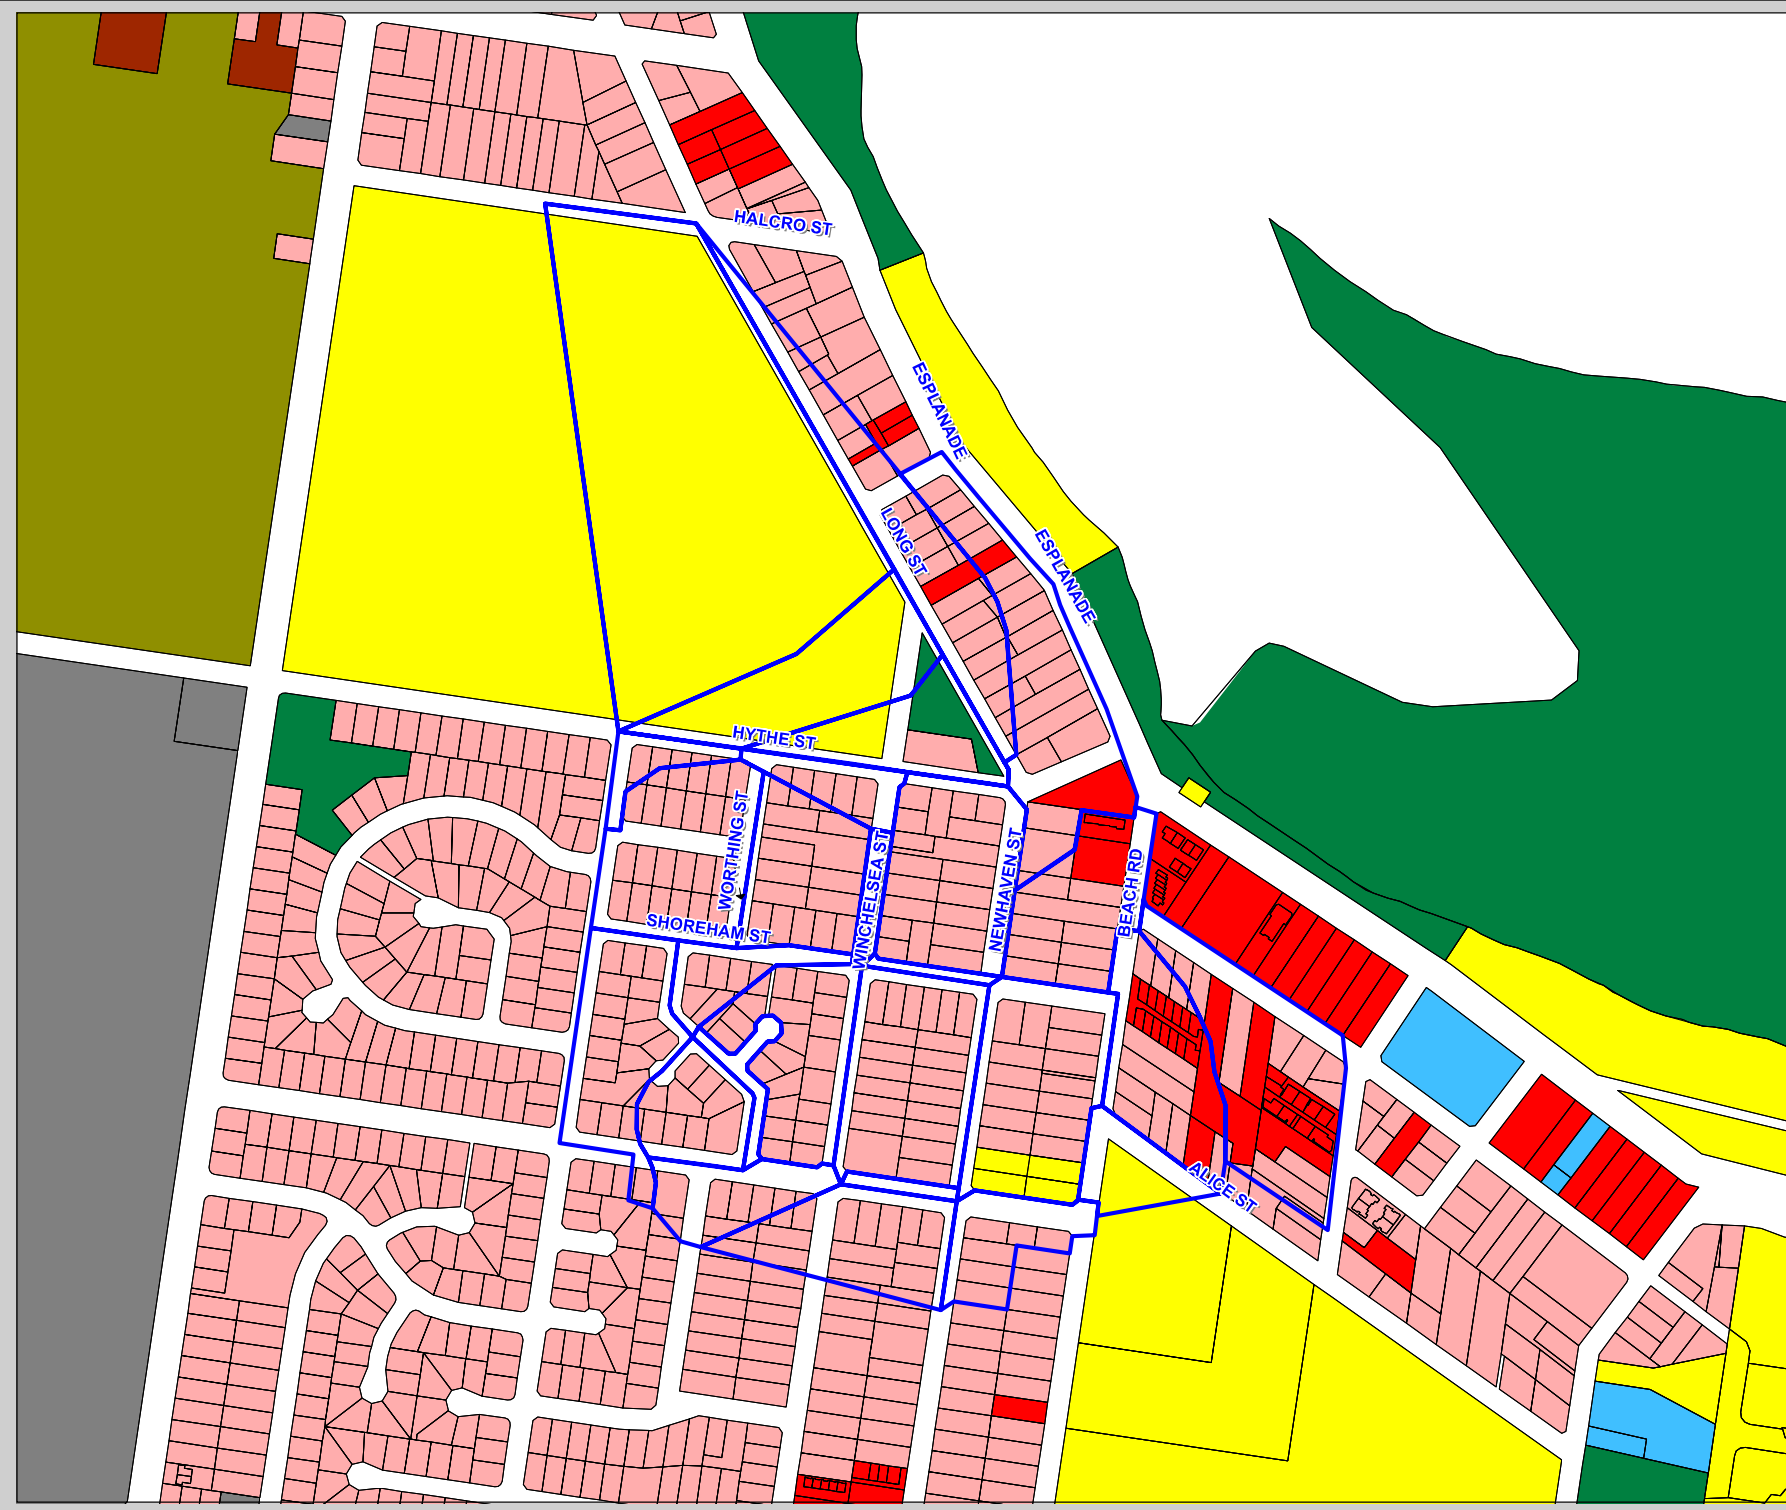 HALCRO ST
ESPLANADE
LONG ST
ESPLANADE
HYTHE ST
WORTHING ST
WINCHELSEA ST
NEWHAVEN ST
BEACH RD
SHOREHAM ST
ALICE ST